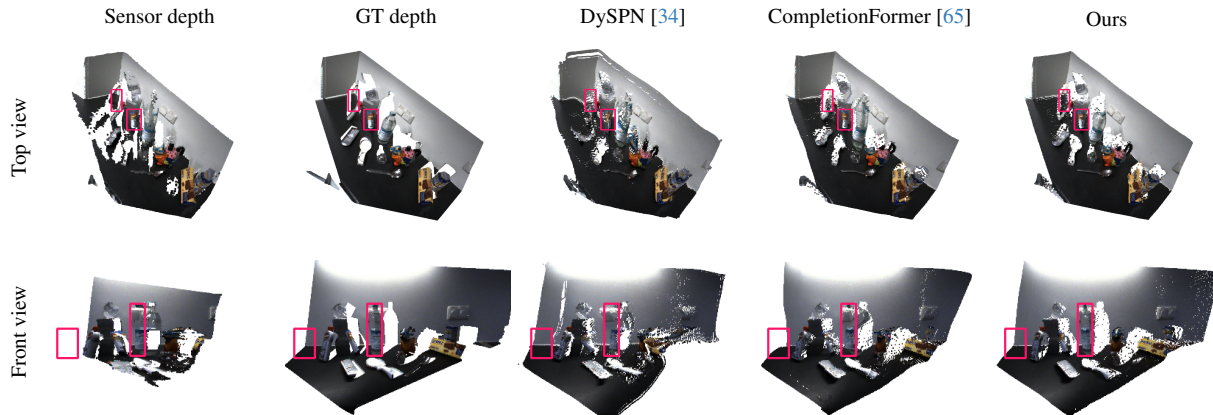 Sensor depth GT depth DySPN [34] CompletionFormer [65] Ours
Top view
Front view